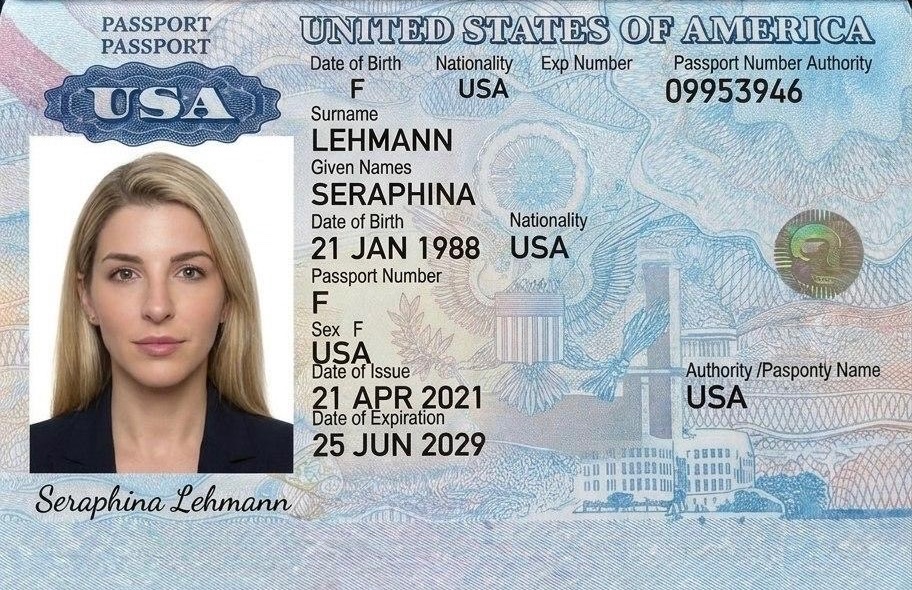 PASSPORT
PASSPORT
USA
UNITED STATES OF AMERICA
Date of Birth Nationality Exp Number Passport Number Authority
F USA 09953946
Surname
LEHMANN
Given Names
SERAPHINA
Date of Birth Nationality
21 JAN 1988 USA
Passport Number
F
Sex F
USA
Date of Issue
21 APR 2021
Date of Expiration
25 JUN 2029
Authority /Pasponty Name
USA
Seraphina Lehmann